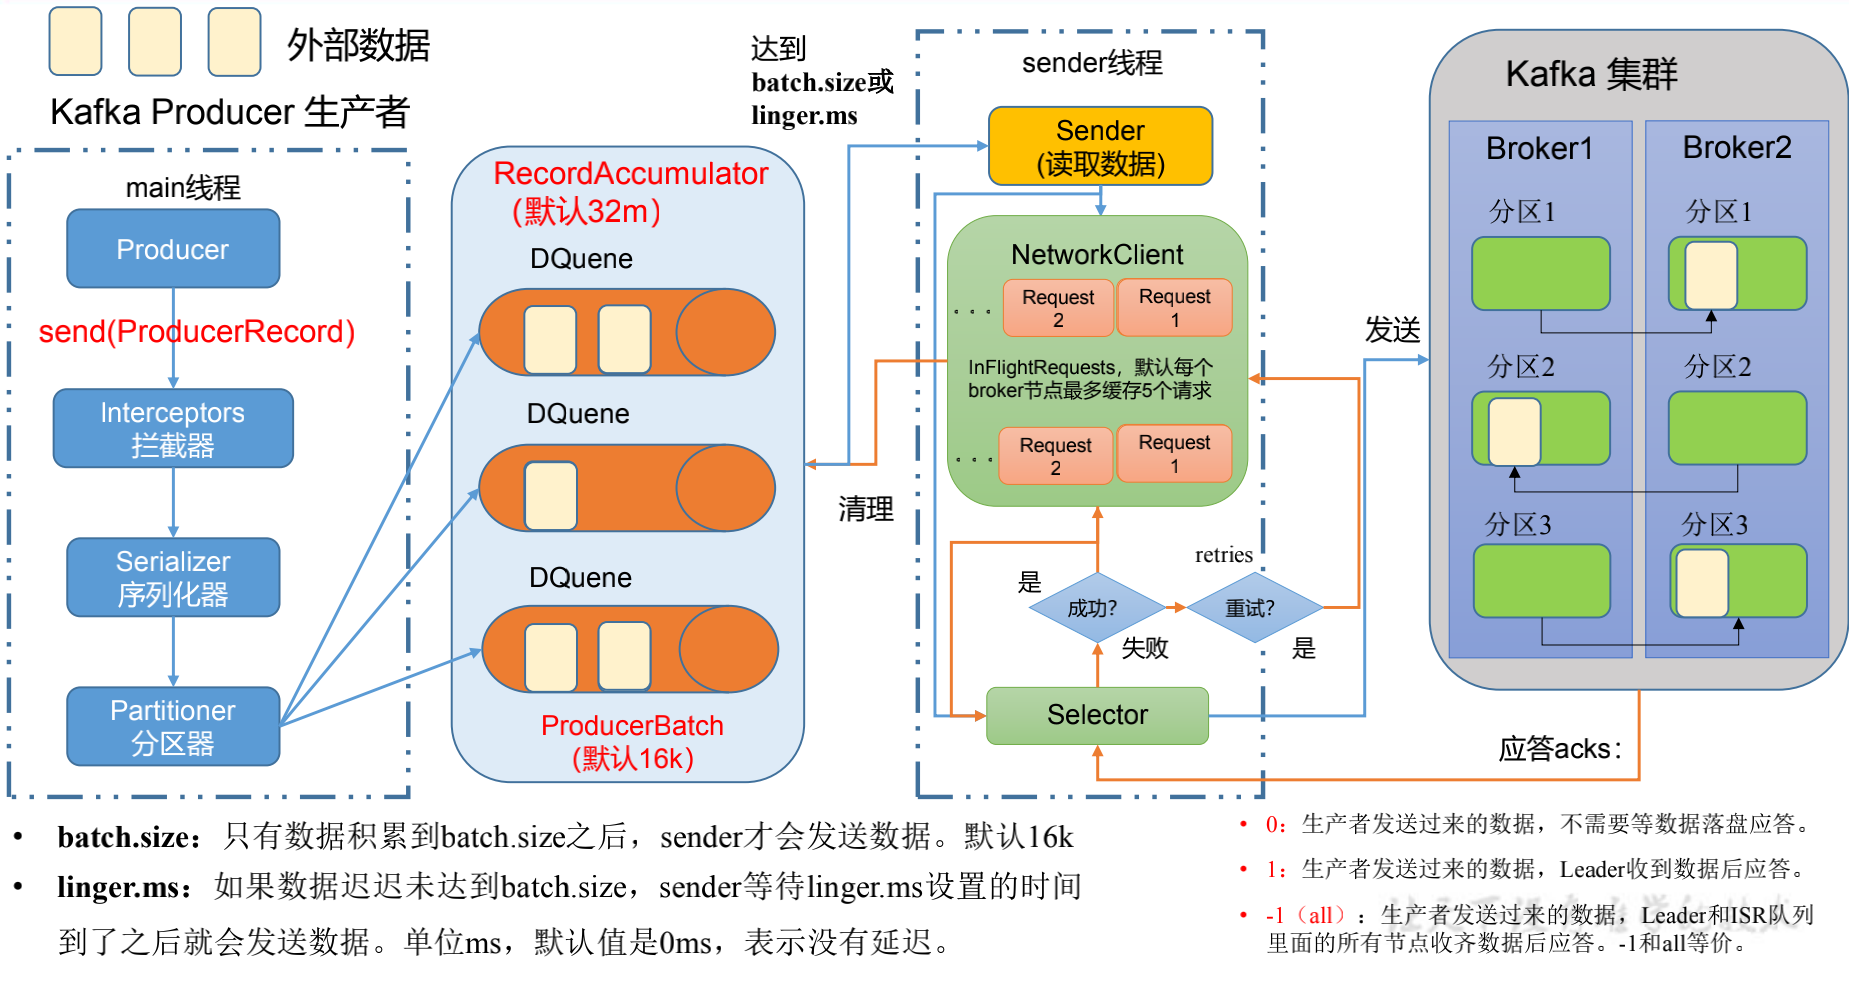 外部数据
Kafka Producer 生产者
main线程
Producer
send(ProducerRecord)
Interceptors
拦截器
Serializer
序列化器
Partitioner
分区器
RecordAccumulator
（默认32m）
DQuene
DQuene
DQuene
ProducerBatch
（默认16k）
达到
batch.size或
linger.ms
清理
sender线程
Sender
(读取数据)
NetworkClient
· · ·
Request
2
Request
1
InFlightRequests，默认每个
broker节点最多缓存5个请求
· · ·
Request
2
Request
1
retries
是
成功？
重试？
失败
是
Selector
发送
Kafka 集群
Broker1
分区1
分区2
分区3
Broker2
分区1
分区2
分区3
应答acks：
• batch.size：只有数据积累到batch.size之后，sender才会发送数据。默认16k
• linger.ms：如果数据迟迟未达到batch.size，sender等待linger.ms设置的时间
到了之后就会发送数据。单位ms，默认值是0ms，表示没有延迟。
• 0：生产者发送过来的数据，不需要等数据落盘应答。
• 1：生产者发送过来的数据，Leader收到数据后应答。
• -1（all）：生产者发送过来的数据，Leader和ISR队列
里面的所有节点收齐数据后应答。-1和all等价。